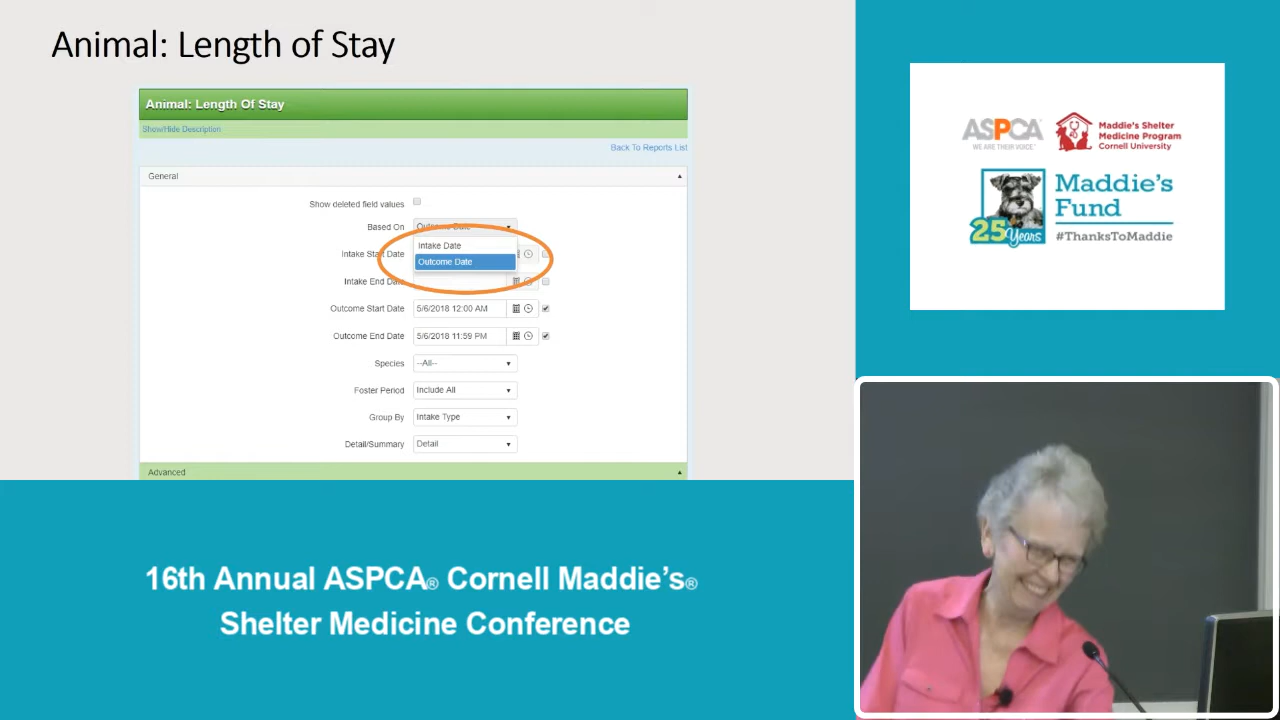 Animal: Length of Stay
Animal: Length Of Stay
Show/Hide Description
Back To Reports List
General
Show deleted field values
Based On
Outcome Date
Intake Date
Intake Start Date
Outcome Date
Intake End Date
Outcome Start Date 5/6/2018 12:00 AM
Outcome End Date 5/6/2018 11:59 PM
Species --All--
Foster Period Include All
Group By Intake Type
Detail/Summary Detail
Advanced
ASPCA®
WE ARE THEIR VOICE™
Maddie's Shelter
Medicine Program
Cornell University
Maddie's
Fund
25 Years
#ThanksToMaddie
16th Annual ASPCA® Cornell Maddie's®
Shelter Medicine Conference